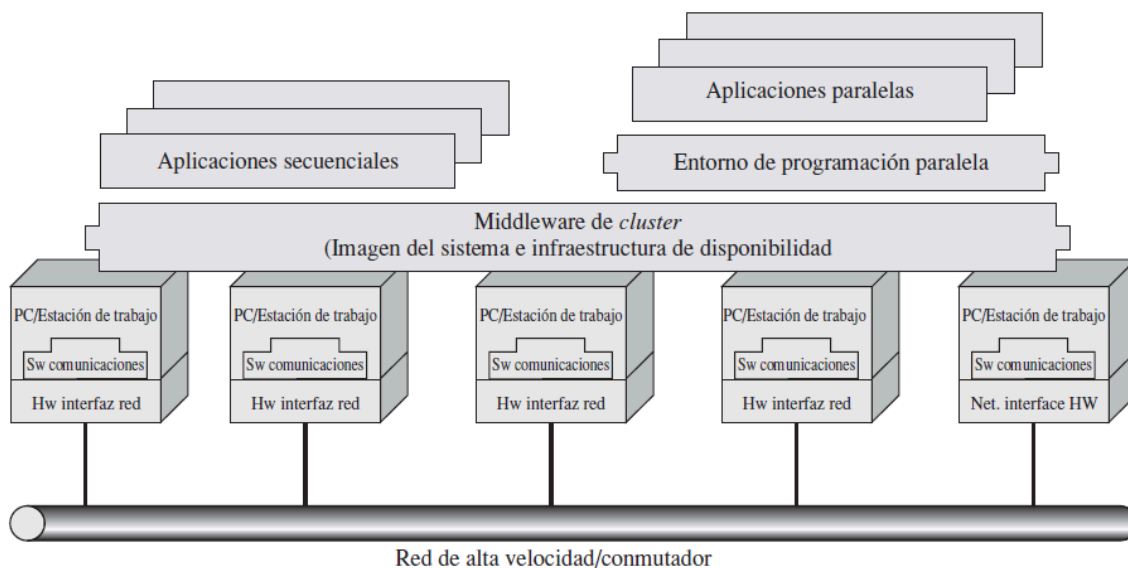 Aplicaciones paralelas
Aplicaciones secuenciales
Entorno de programación paralela
Middleware de cluster
(Imagen del sistema e infraestructura de disponibilidad
PC/Estación de trabajo
Sw comunicaciones
Hw interfaz red
PC/Estación de trabajo
Sw comunicaciones
Hw interfaz red
PC/Estación de trabajo
Sw comunicaciones
Hw interfaz red
PC/Estación de trabajo
Sw comunicaciones
Hw interfaz red
PC/Estación de trabajo
Sw comunicaciones
Net. interface HW
Red de alta velocidad/conmutador